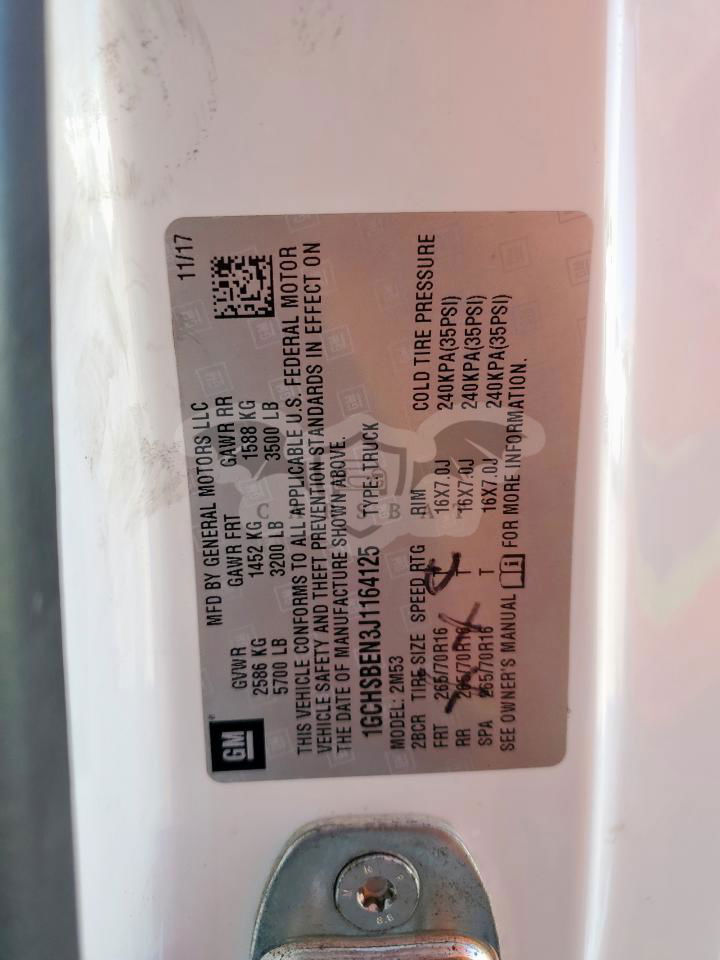 11/17
MFD BY GENERAL MOTORS LLC
GM
GVWR GAWR FRT GAWR RR
2586 KG 1452 KG 1588 KG
5700 LB 3200 LB 3500 LB
THIS VEHICLE CONFORMS TO ALL APPLICABLE U.S. FEDERAL MOTOR
VEHICLE SAFETY AND THEFT PREVENTION STANDARDS IN EFFECT ON
THE DATE OF MANUFACTURE SHOWN ABOVE.
1GCHSBEN3J1164125 TYPE: TRUCK
MODEL: 2M53
2BCR TIRE SIZE SPEED RTG RIM COLD TIRE PRESSURE
FRT 265/70R16 16X7.0J 240KPA(35PSI)
RR 265/70R16 T 16X7.0J 240KPA(35PSI)
SPA 265/70R16 T 16X7.0J 240KPA(35PSI)
SEE OWNER'S MANUAL FOR MORE INFORMATION.
8.8